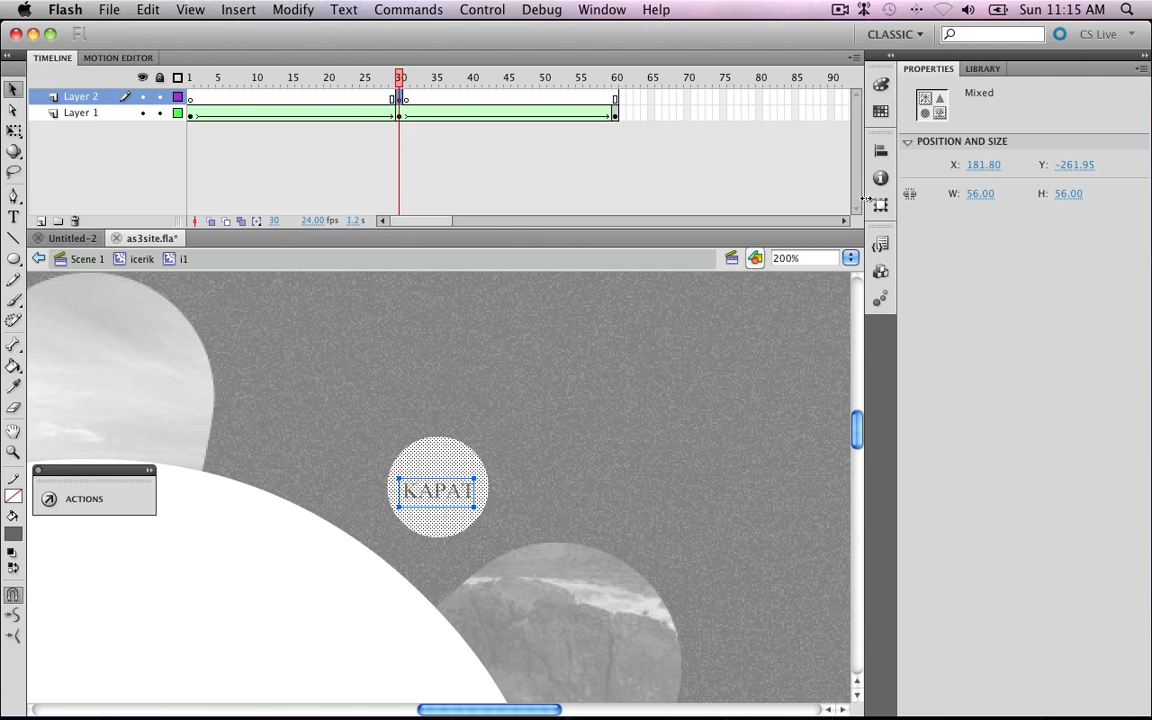 Flash File Edit View Insert Modify Text Commands Control Debug Window Help Sun 11:15 AM
Fl CLASSIC CS Live
TIMELINE MOTION EDITOR
PROPERTIES LIBRARY
1 5 10 15 20 25 30 35 40 45 50 55 60 65 70 75 80 85 90
Mixed
Layer 2
Layer 1
POSITION AND SIZE
X: 181.80 Y: -261.95
W: 56.00 H: 56.00
30 24.00 fps 1.2 s
Untitled-2 as3site.fla*
Scene 1 icerik i1 200%
KAPAT
ACTIONS